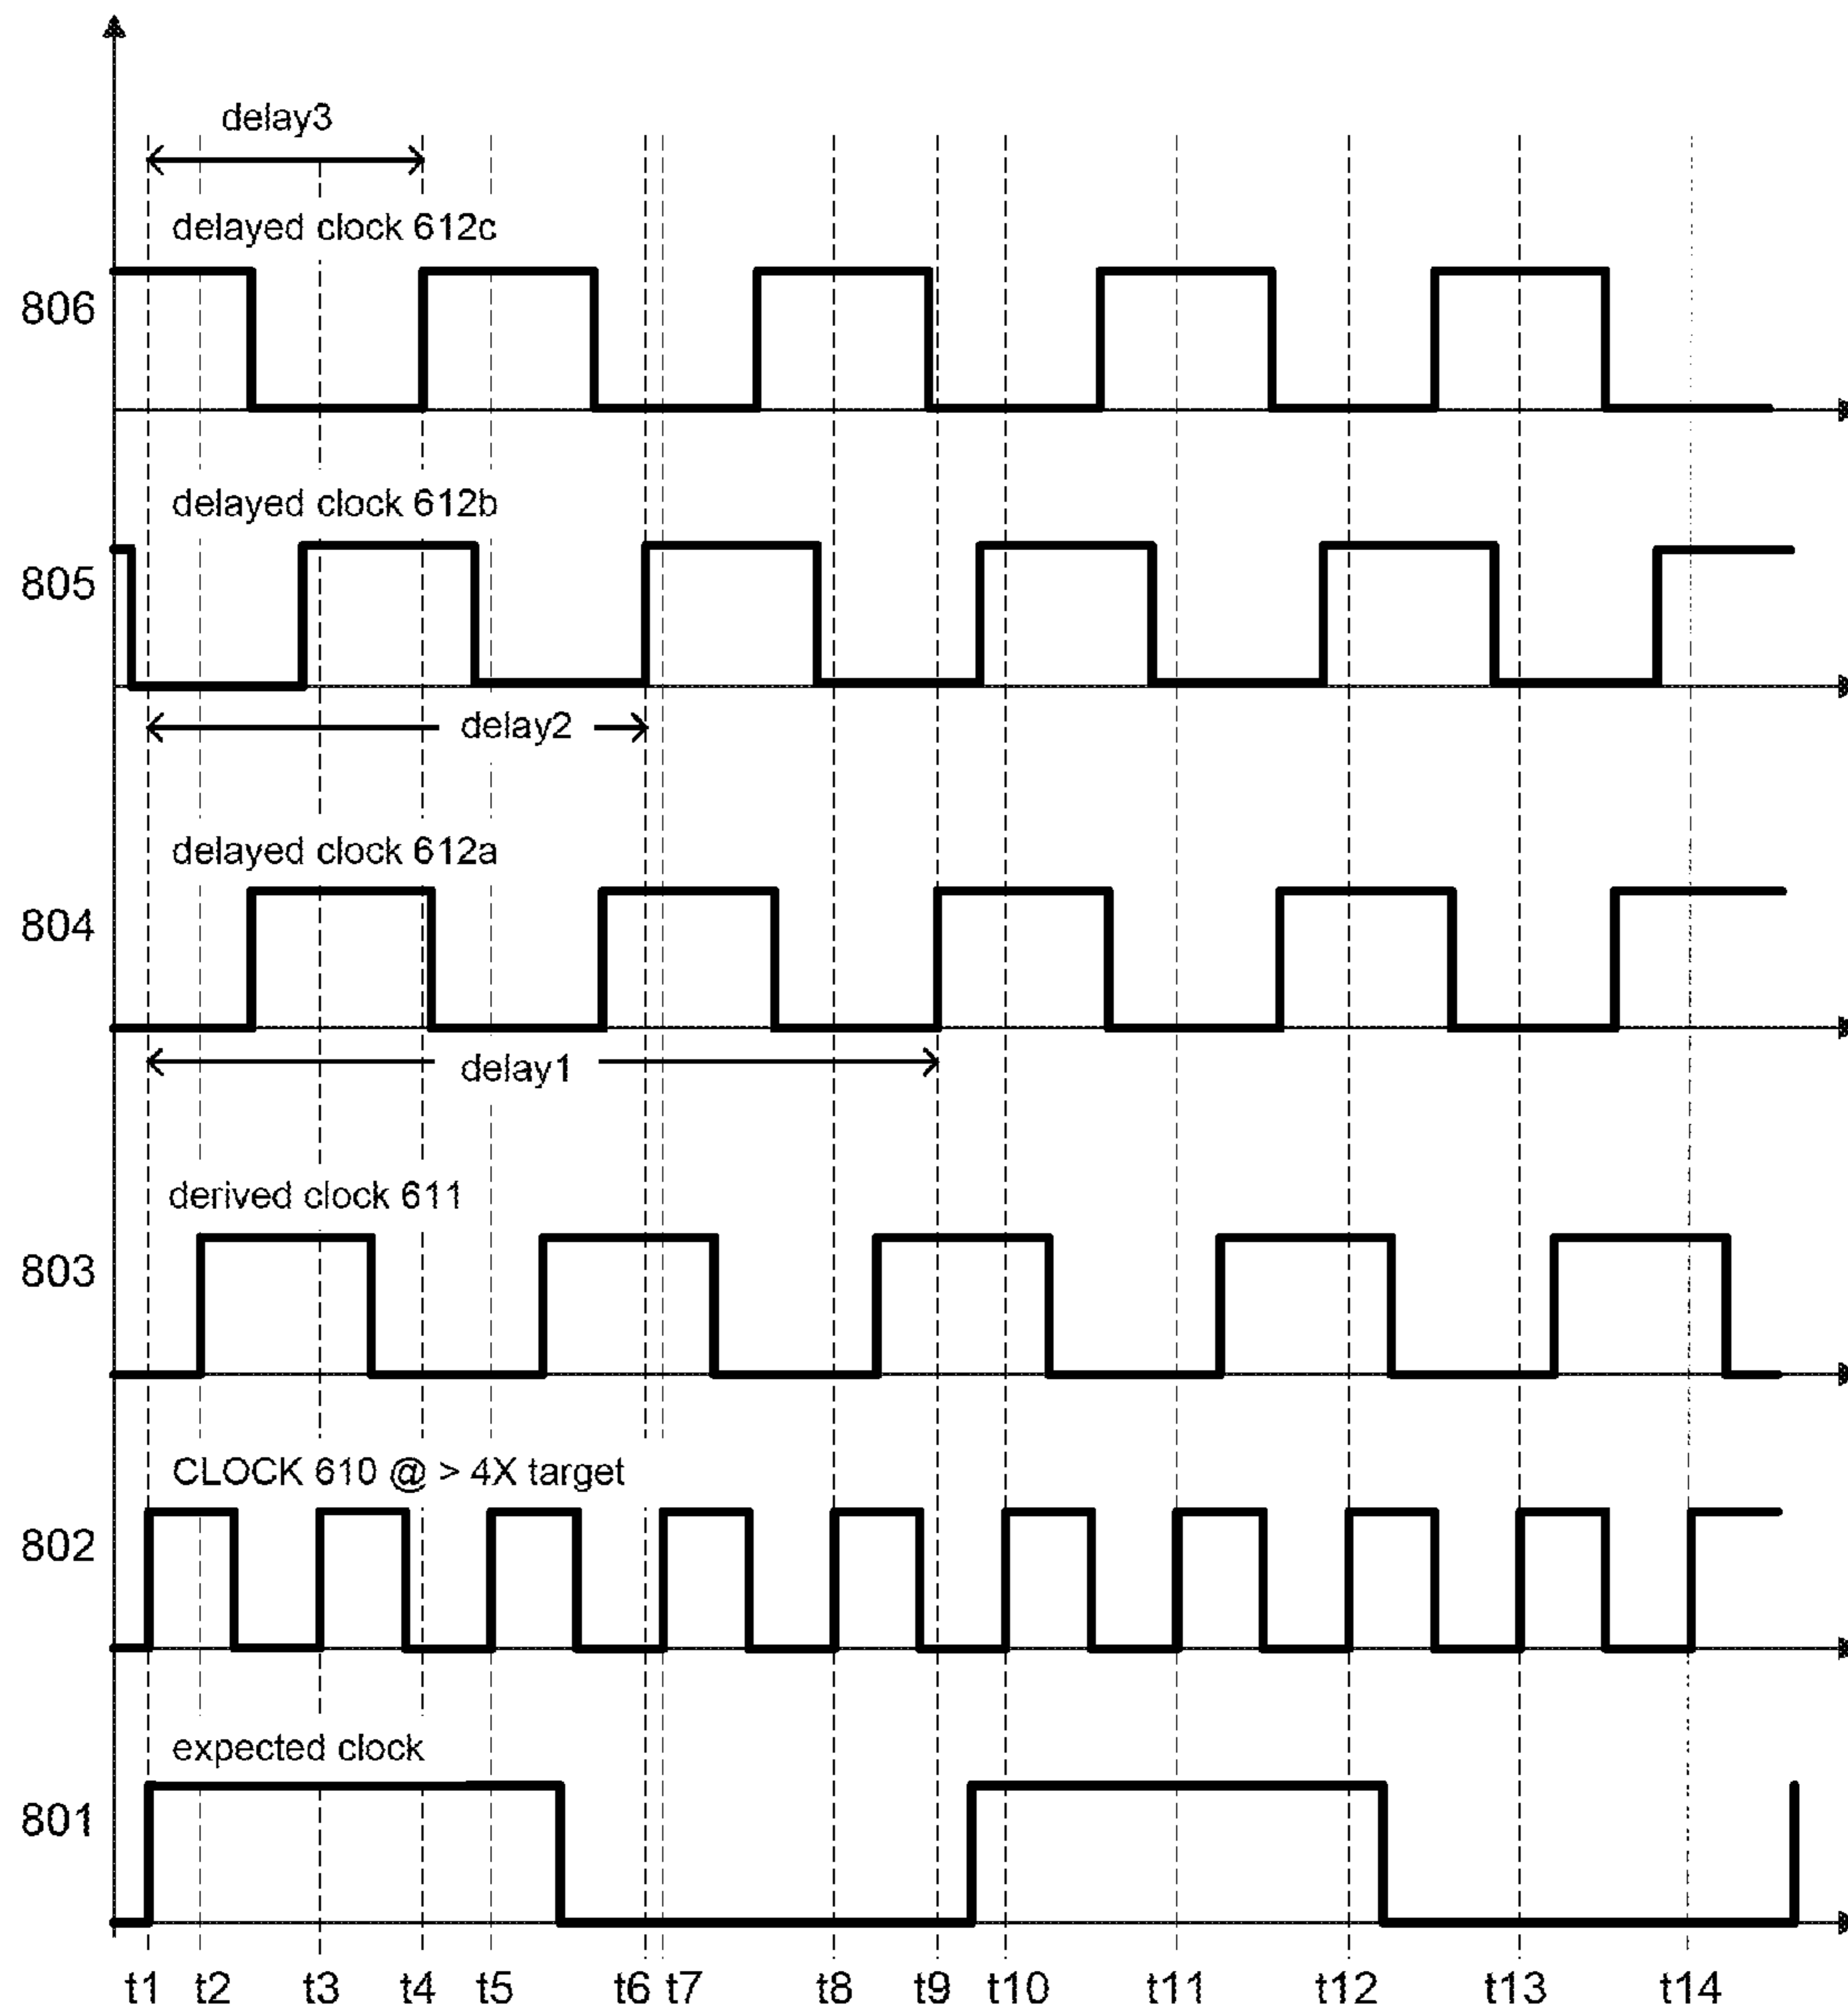 delay3
delayed clock 612c
806
delayed clock 612b
805
delay2
delayed clock 612a
804
delay1
derived clock 611
803
CLOCK 610 @ > 4X target
802
expected clock
801
t1 t2 t3 t4 t5 t6 t7 t8 t9 t10 t11 t12 t13 t14